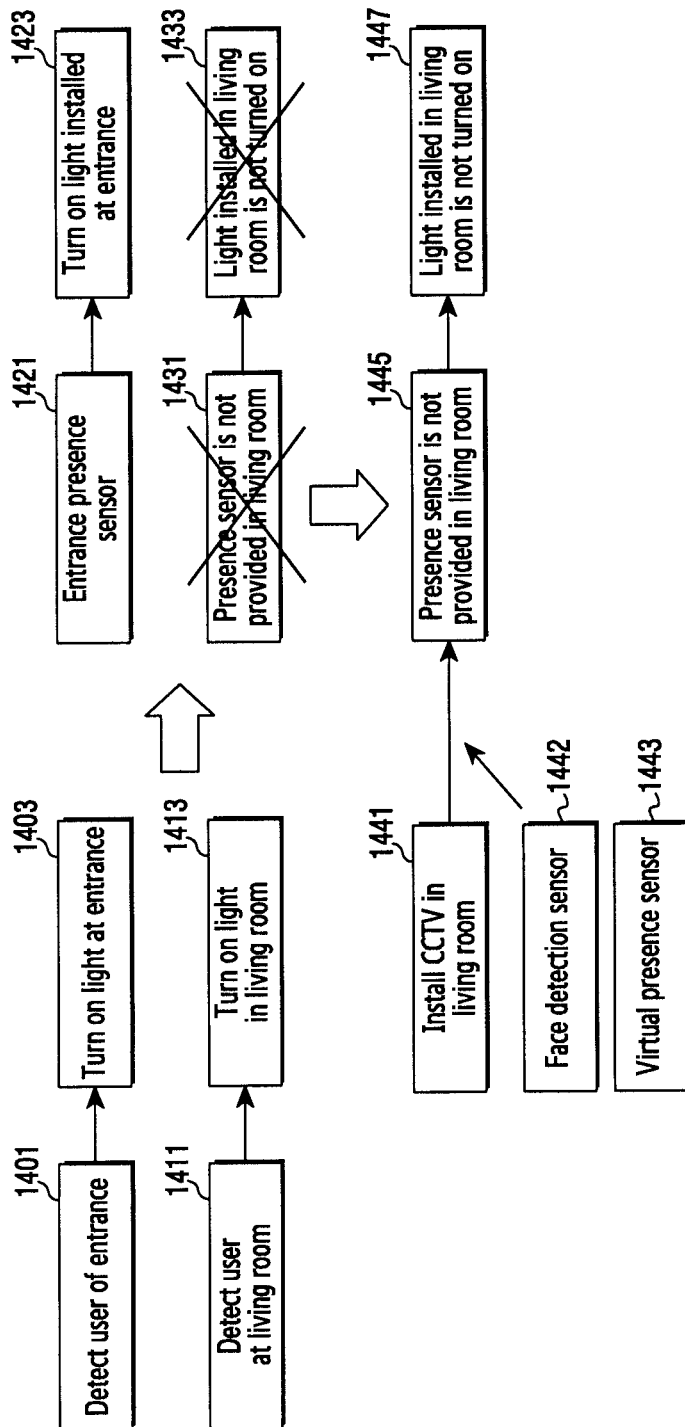 1401
Detect user of entrance
1403
Turn on light at entrance
1411
Detect user
at living room
1413
Turn on light
in living room
1421
Entrance presence
sensor
1423
Turn on light installed
at entrance
1431
Presence sensor is not
provided in living room
1433
Light installed in living
room is not turned on
1441
Install CCTV in
living room
1442
Face detection sensor
1443
Virtual presence sensor
1445
Presence sensor is not
provided in living room
1447
Light installed in living
room is not turned on